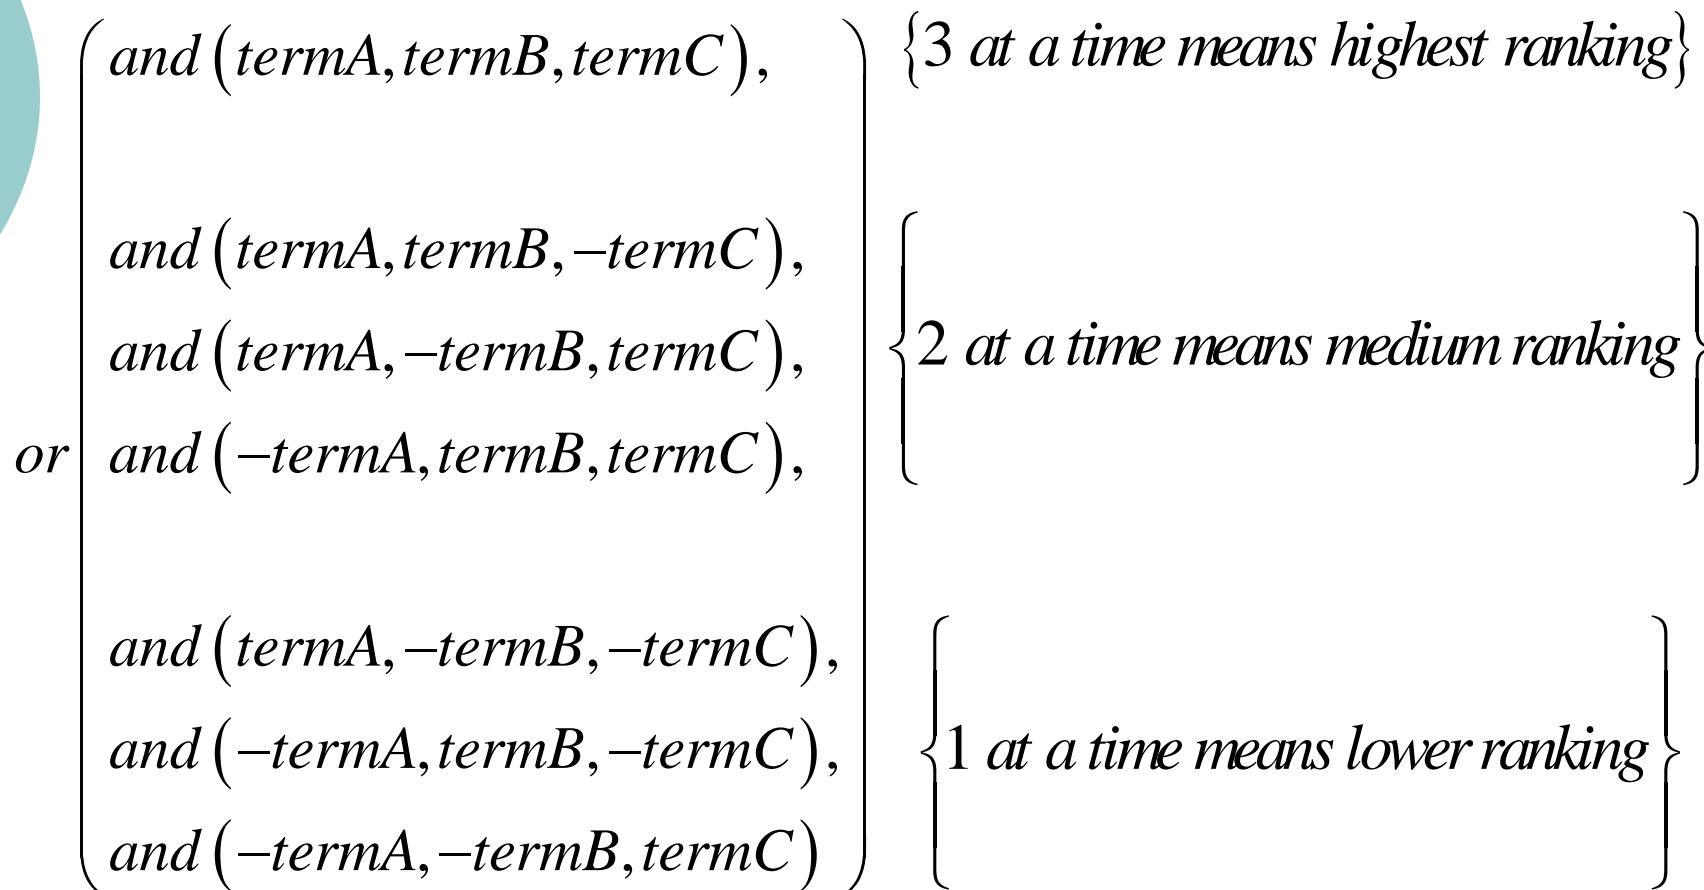 and (termA, termB, termC), {3 at a time means highest ranking}
and (termA, termB, −termC),
and (termA, −termB, termC), {2 at a time means medium ranking}
or and (−termA, termB, termC),
and (termA, −termB, −termC),
and (−termA, termB, −termC), {1 at a time means lower ranking}
and (−termA, −termB, termC)